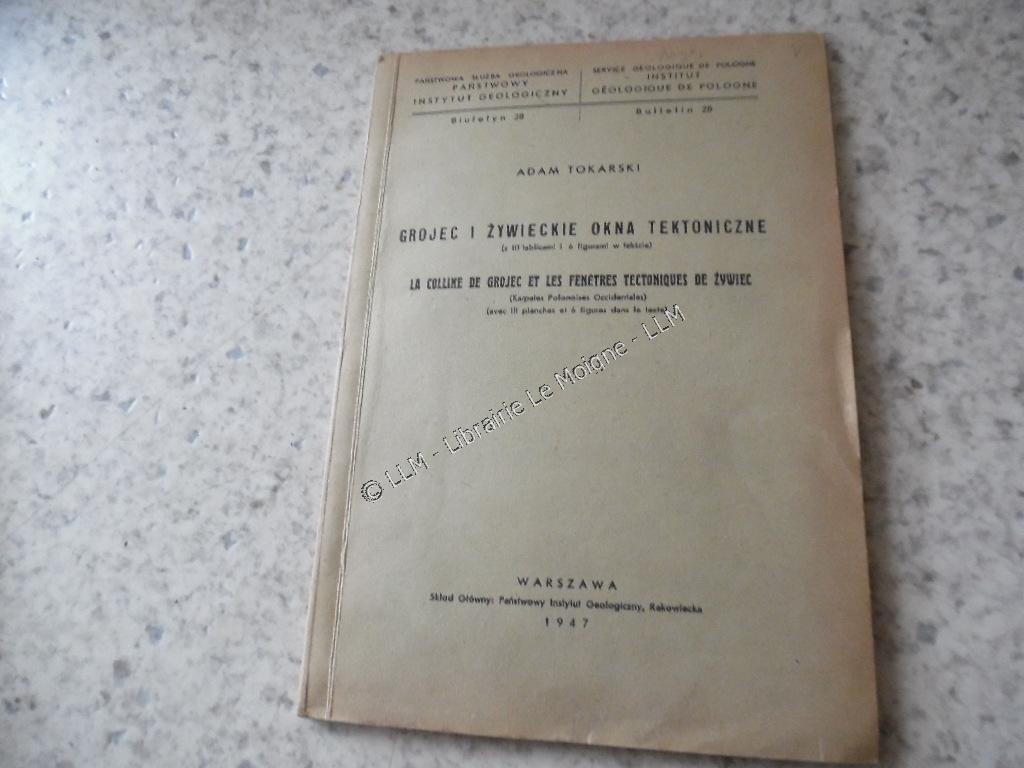 PAŃSTWOWA SŁUŻBA GEOLOGICZNA
PAŃSTWOWY
INSTYTUT GEOLOGICZNY
Biuletyn 28
SERVICE GÉOLOGIQUE DE POLOGNE
INSTITUT
GÉOLOGIQUE DE POLOGNE
Bulletin 28
ADAM TOKARSKI
GROJEC I ŻYWIECKIE OKNA TEKTONICZNE
(z III tablicami i 6 figurami w tekście)
LA COLLINE DE GROJEC ET LES FENÊTRES TECTONIQUES DE ŻYWIEC
(Karpates Polonaises Occidentales)
(avec III planches et 6 figures dans le texte)
© LLM - Librairie Le Moigne - LLM
WARSZAWA
Skład Główny: Państwowy Instytut Geologiczny, Rakowiecka
1947